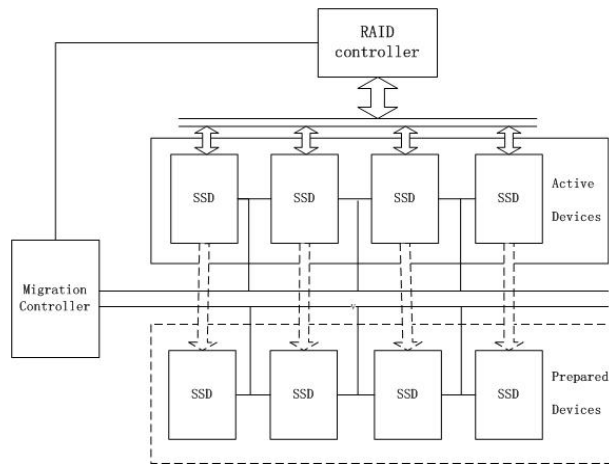 RAID
controller
SSD
SSD
SSD
SSD
Active
Devices
Migration
Controller
SSD
SSD
SSD
SSD
Prepared
Devices